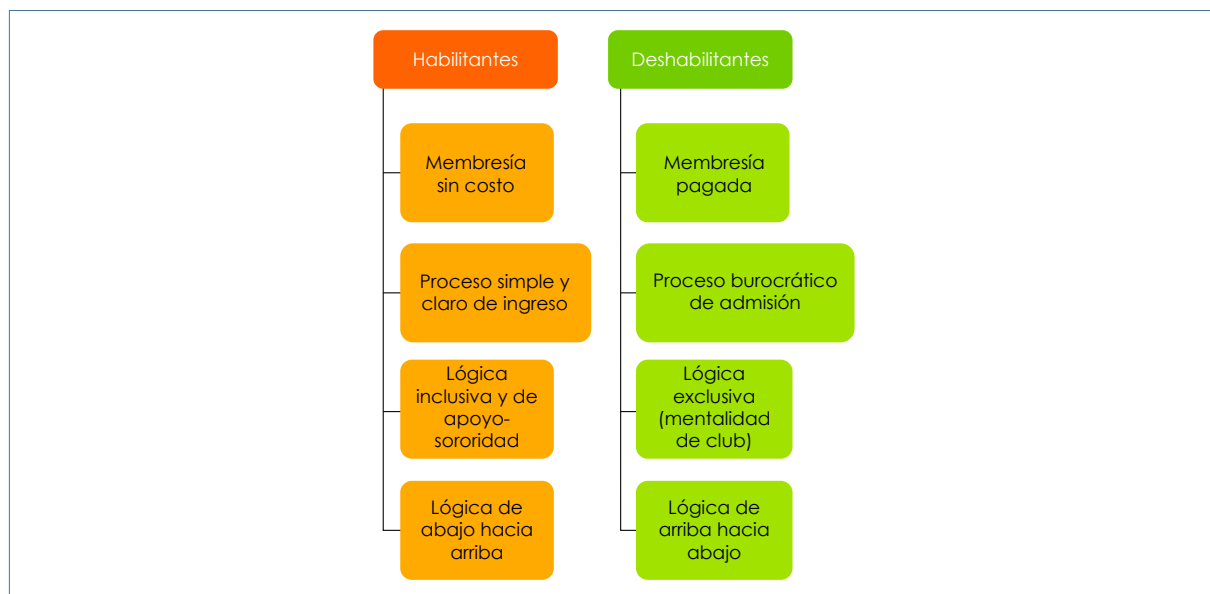 Habilitantes
Membresía
sin costo
Proceso simple y
claro de ingreso
Lógica
inclusiva y de
apoyo-
sororidad
Lógica de
abajo hacia
arriba
Deshabilitantes
Membresía
pagada
Proceso burocrático
de admisión
Lógica
exclusiva
(mentalidad
de club)
Lógica de
arriba hacia
abajo